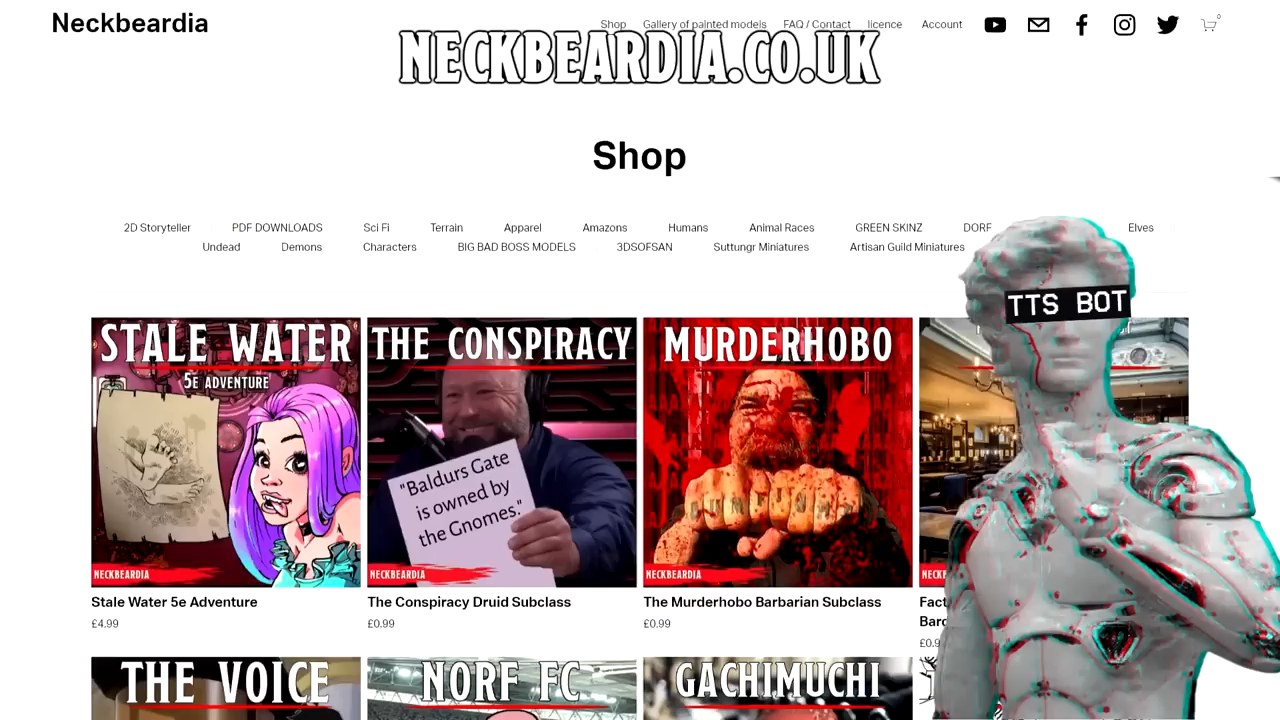 Neckbeardia
Shop Gallery of painted models FAQ / Contact licence Account 0
NECKBEARDIA.CO.UK
Shop
2D Storyteller PDF DOWNLOADS Sci Fi Terrain Apparel Amazons Humans Animal Races GREEN SKINZ DORF Elves
Undead Demons Characters BIG BAD BOSS MODELS 3DSOFSAN Suttungr Miniatures Artisan Guild Miniatures
TTS BOT
STALE WATER
5E ADVENTURE
NECKBEARDIA
THE CONSPIRACY
"Baldurs Gate
is owned by
the Gnomes."
NECKBEARDIA
MURDERHOBO
NECKBEARDIA
Stale Water 5e Adventure
£4.99
The Conspiracy Druid Subclass
£0.99
The Murderhobo Barbarian Subclass
£0.99
THE VOICE
NORF FC
GACHIMUCHI